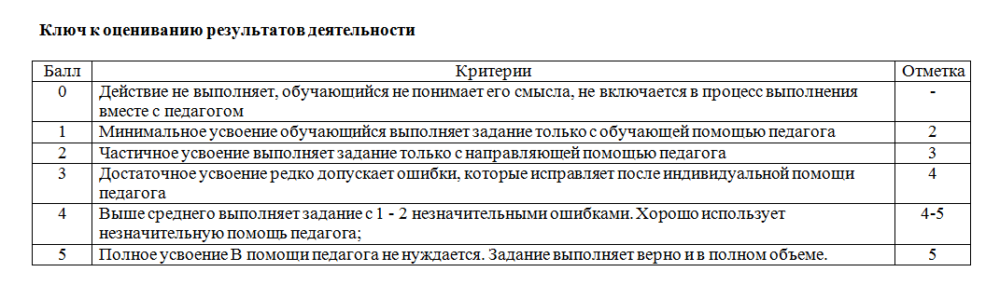 Ключ к оцениванию результатов деятельности
Балл Критерии Отметка
0 Действие не выполняет, обучающийся не понимает его смысла, не включается в процесс выполнения -
вместе с педагогом
1 Минимальное усвоение обучающийся выполняет задание только с обучающей помощью педагога 2
2 Частичное усвоение выполняет задание только с направляющей помощью педагога 3
3 Достаточное усвоение редко допускает ошибки, которые исправляет после индивидуальной помощи 4
педагога
4 Выше среднего выполняет задание с 1 - 2 незначительными ошибками. Хорошо использует 4-5
незначительную помощь педагога;
5 Полное усвоение В помощи педагога не нуждается. Задание выполняет верно и в полном объеме. 5